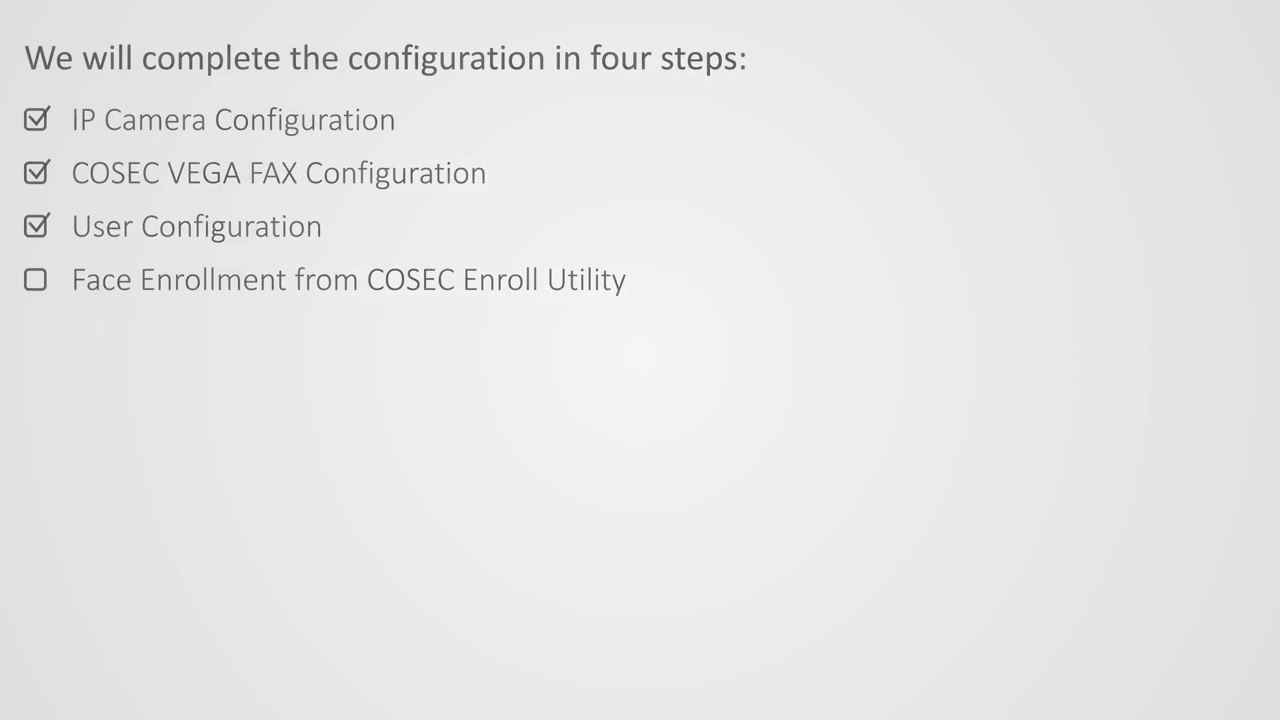 We will complete the configuration in four steps:
IP Camera Configuration
COSEC VEGA FAX Configuration
User Configuration
Face Enrollment from COSEC Enroll Utility